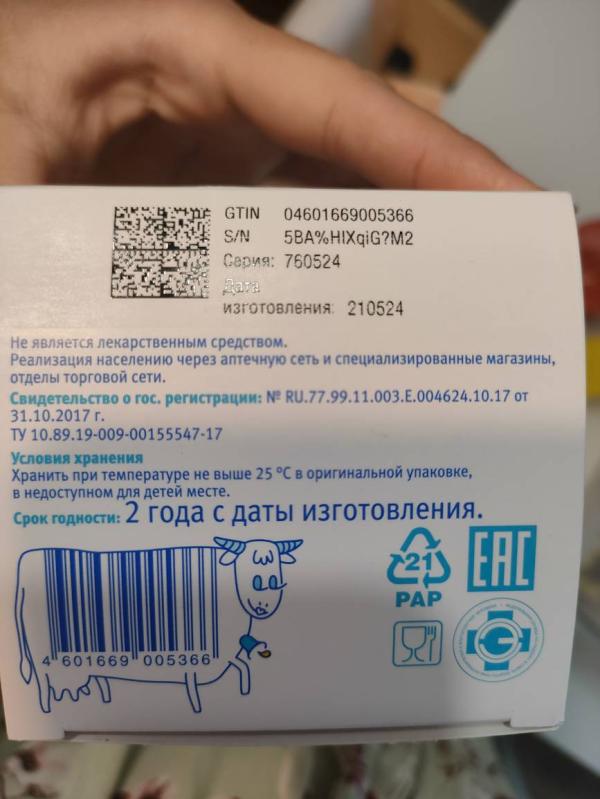 GTIN 04601669005366
S/N 5BA%HIXqiG?M2
Серия: 760524
Дата
изготовления: 210524
Не является лекарственным средством.
Реализация населению через аптечную сеть и специализированные магазины,
отделы торговой сети.
Свидетельство о гос. регистрации: № RU.77.99.11.003.Е.004624.10.17 от
31.10.2017 г.
ТУ 10.89.19-009-00155547-17
Условия хранения
Хранить при температуре не выше 25 °С в оригинальной упаковке,
в недоступном для детей месте.
Срок годности: 2 года с даты изготовления.
4 601669 005366
21
PAP
EAC